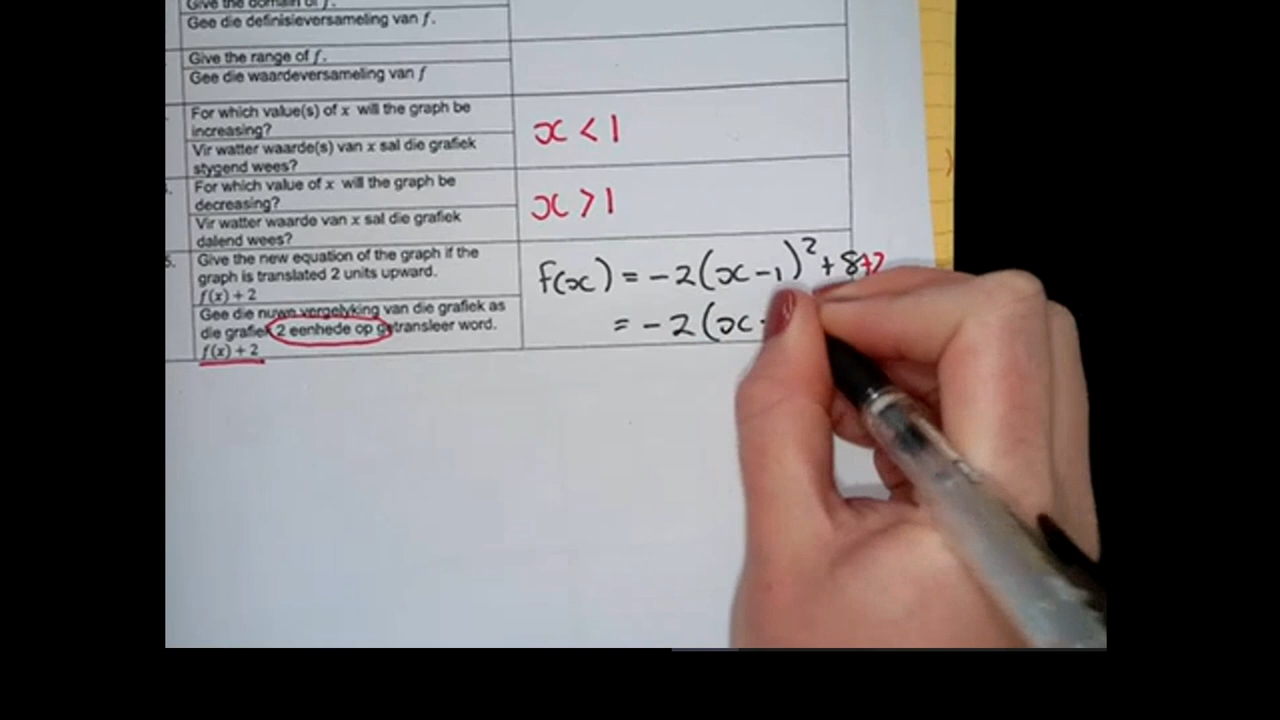 Give the domain of f.
Gee die definisieversameling van f.
Give the range of f.
Gee die waardeversameling van f
For which value(s) of x will the graph be
increasing?
x < 1
Vir watter waarde(s) van x sal die grafiek
stygend wees?
For which value of x will the graph be
decreasing?
x > 1
Vir watter waarde van x sal die grafiek
dalend wees?
Give the new equation of the graph if the
graph is translated 2 units upward.
f(x) + 2
f(x) = -2(x-1)² + 8+2
Gee die nuwe vergelyking van die grafiek as
die grafiek 2 eenhede op getransleer word.
f(x) + 2
= -2(x-